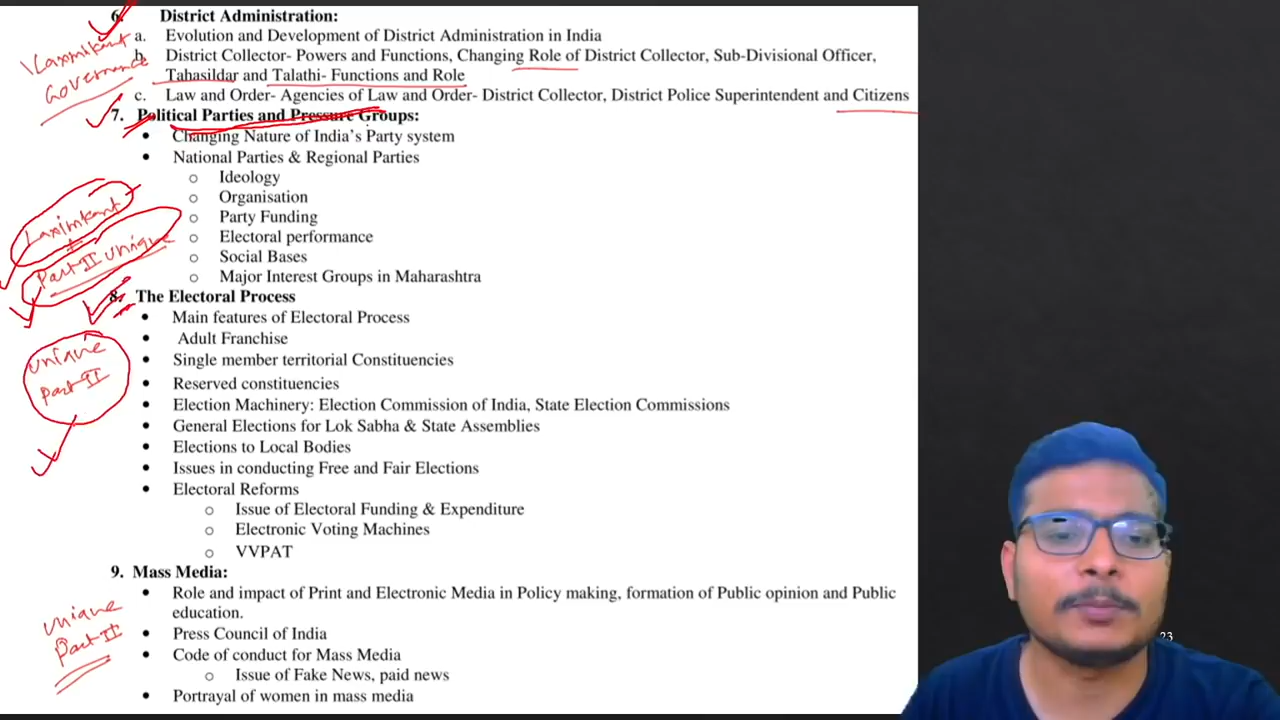 6. District Administration:
a. Evolution and Development of District Administration in India
b. District Collector- Powers and Functions, Changing Role of District Collector, Sub-Divisional Officer,
Tahasildar and Talathi- Functions and Role
c. Law and Order- Agencies of Law and Order- District Collector, District Police Superintendent and Citizens
\Laxmikant
Governance
7. Political Parties and Pressure Groups:
• Changing Nature of India's Party system
• National Parties & Regional Parties
o Ideology
o Organisation
o Party Funding
o Electoral performance
o Social Bases
o Major Interest Groups in Maharashtra
Laximkant
+
Part II unique
8. The Electoral Process
• Main features of Electoral Process
• Adult Franchise
• Single member territorial Constituencies
• Reserved constituencies
• Election Machinery: Election Commission of India, State Election Commissions
• General Elections for Lok Sabha & State Assemblies
• Elections to Local Bodies
• Issues in conducting Free and Fair Elections
• Electoral Reforms
o Issue of Electoral Funding & Expenditure
o Electronic Voting Machines
o VVPAT
unique
Part II
9. Mass Media:
• Role and impact of Print and Electronic Media in Policy making, formation of Public opinion and Public
education.
• Press Council of India
• Code of conduct for Mass Media
o Issue of Fake News, paid news
• Portrayal of women in mass media
unique
Part II
23